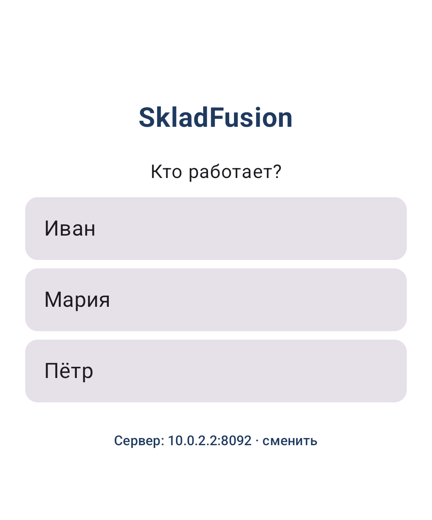 SkladFusion
Кто работает?
Иван
Мария
Пётр
Сервер: 10.0.2.2:8092 · сменить